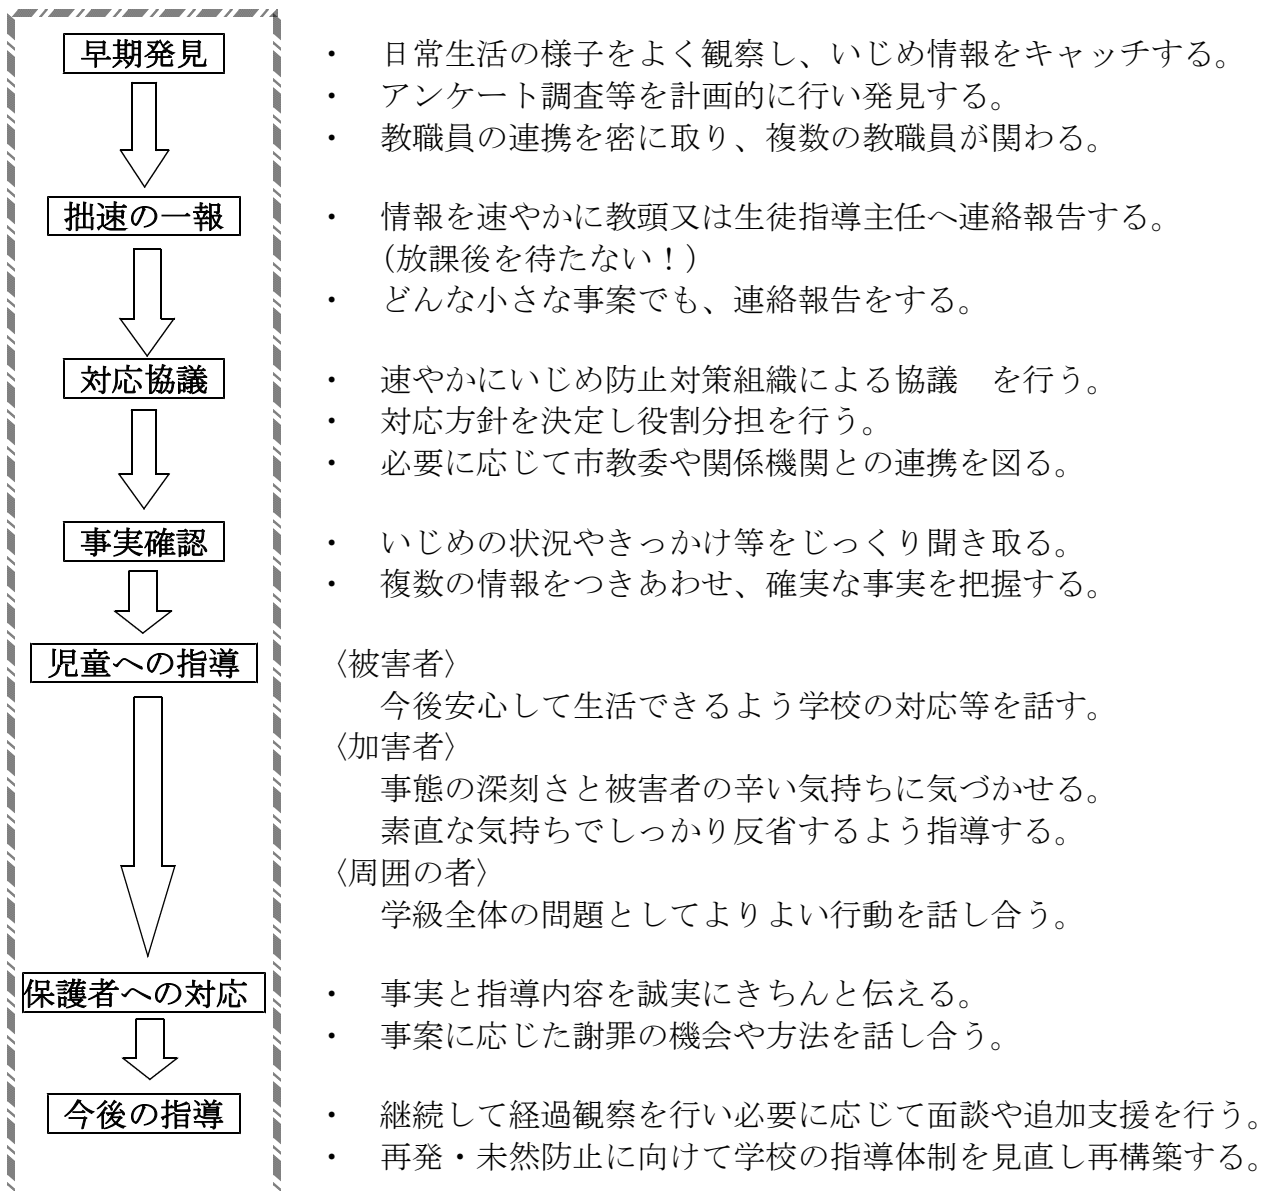 早期発見
・　日常生活の様子をよく観察し、いじめ情報をキャッチする。
・　アンケート調査等を計画的に行い発見する。
・　教職員の連携を密に取り、複数の教職員が関わる。
拙速の一報
・　情報を速やかに教頭又は生徒指導主任へ連絡報告する。
（放課後を待たない！）
・　どんな小さな事案でも、連絡報告をする。
対応協議
・　速やかにいじめ防止対策組織による協議　を行う。
・　対応方針を決定し役割分担を行う。
・　必要に応じて市教委や関係機関との連携を図る。
事実確認
・　いじめの状況やきっかけ等をじっくり聞き取る。
・　複数の情報をつきあわせ、確実な事実を把握する。
児童への指導
〈被害者〉
今後安心して生活できるよう学校の対応等を話す。
〈加害者〉
事態の深刻さと被害者の辛い気持ちに気づかせる。
素直な気持ちでしっかり反省するよう指導する。
〈周囲の者〉
学級全体の問題としてよりよい行動を話し合う。
保護者への対応
・　事実と指導内容を誠実にきちんと伝える。
・　事案に応じた謝罪の機会や方法を話し合う。
今後の指導
・　継続して経過観察を行い必要に応じて面談や追加支援を行う。
・　再発・未然防止に向けて学校の指導体制を見直し再構築する。